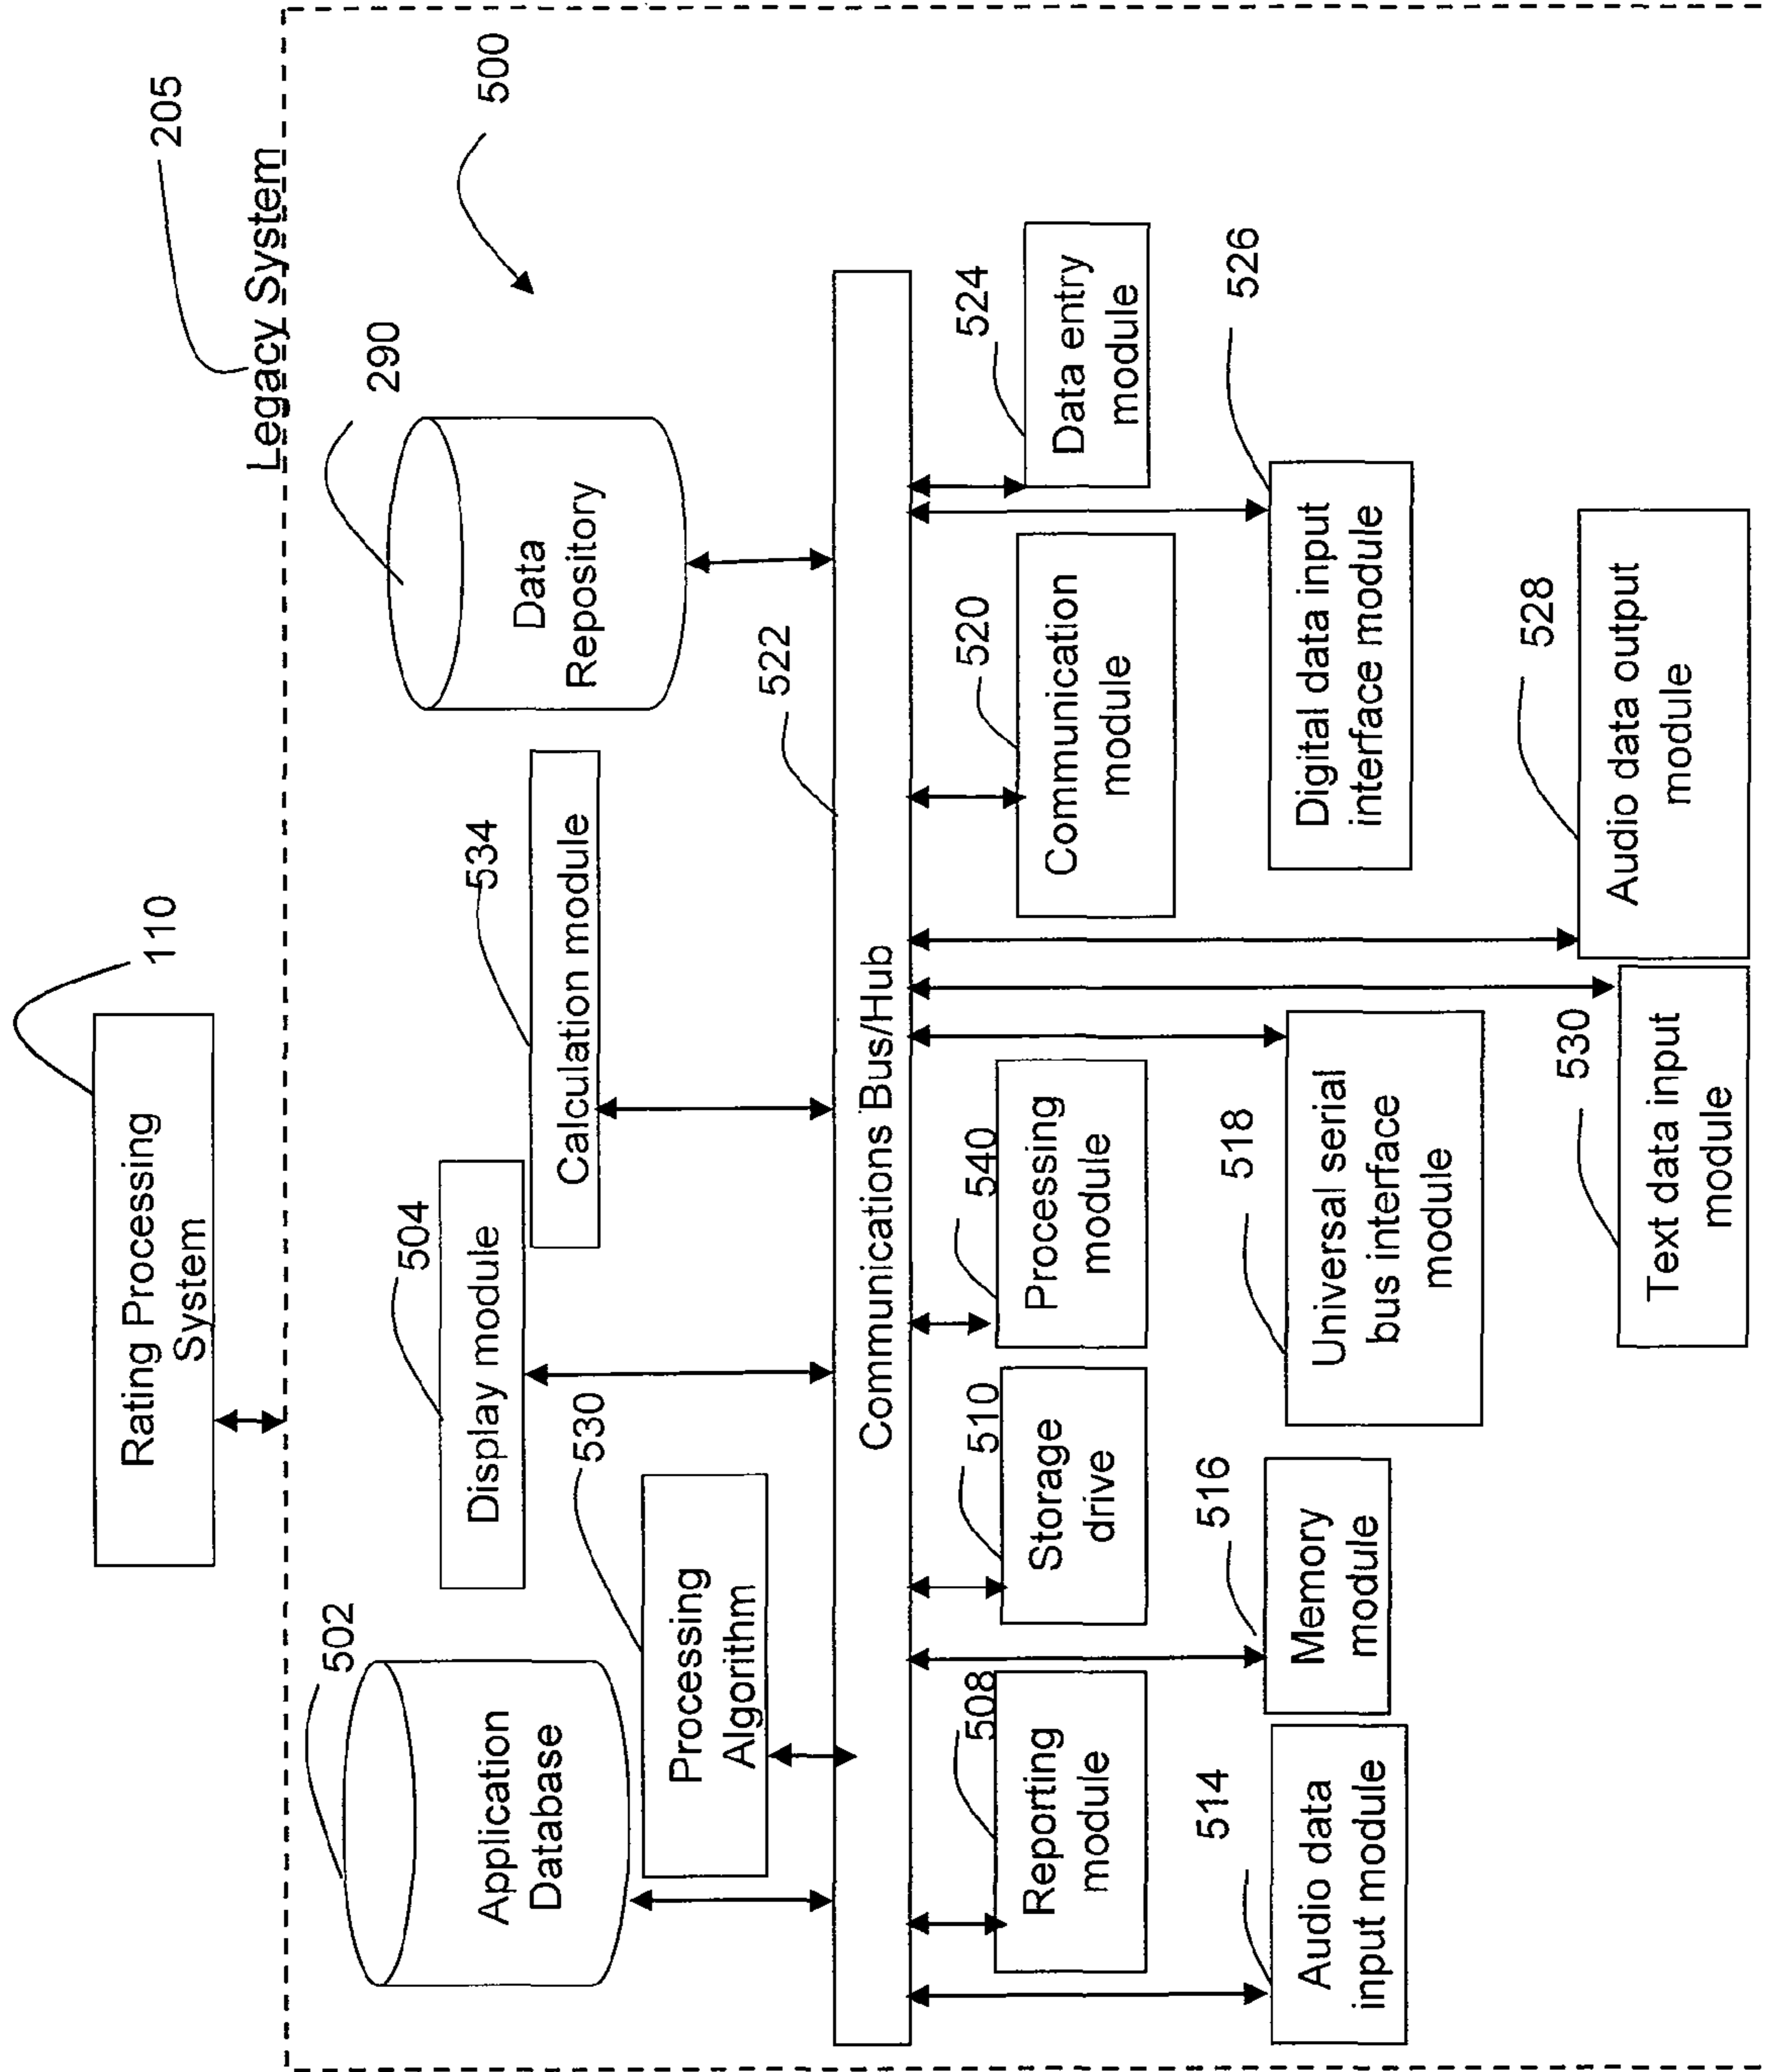 110
Rating Processing
System
205
Legacy System
500
502
Application
Database
530
Processing
Algorithm
504
Display module
534
Calculation module
290
Data
Repository
522
Communications Bus/Hub
508
Reporting
module
510
Storage
drive
540
Processing
module
520
Communication
module
524
Data entry
module
514
Audio data
input module
516
Memory
module
518
Universal serial
bus interface
module
526
Digital data input
interface module
530
Text data input
module
528
Audio data output
module